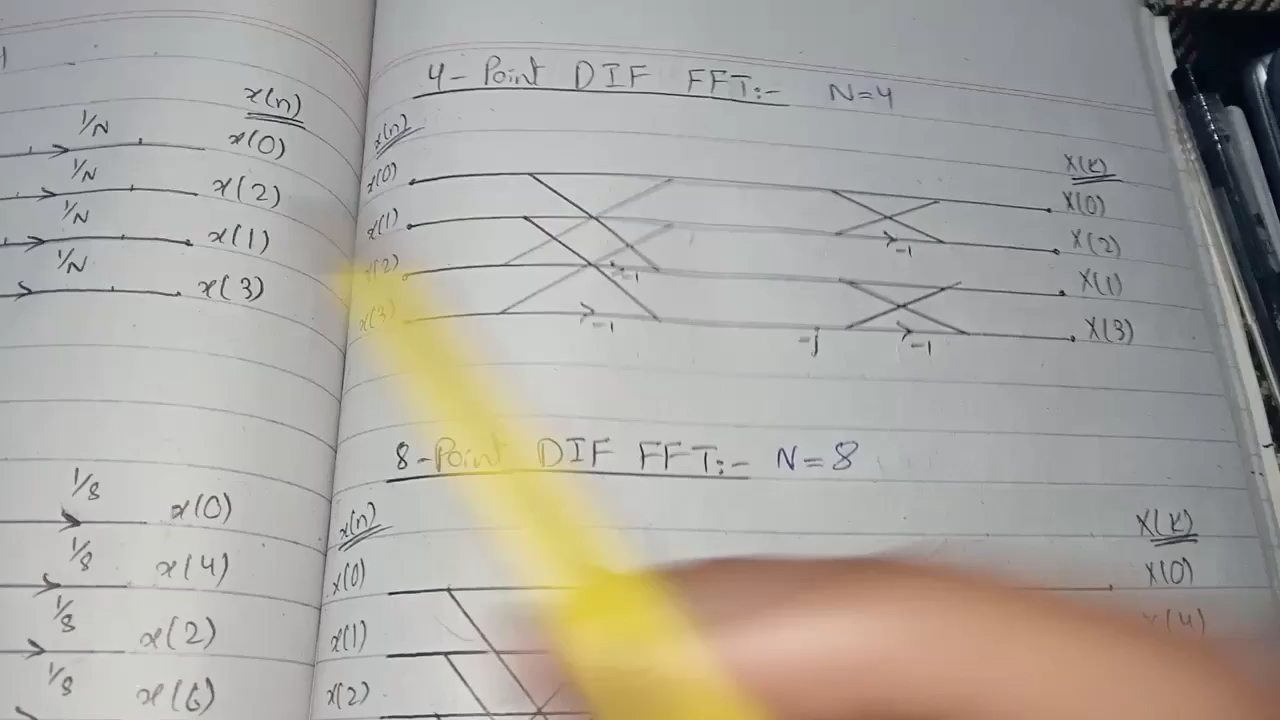 x(n)
1/N x(0)
1/N x(2)
1/N x(1)
1/N x(3)
1/8 x(0)
1/8 x(4)
1/8 x(2)
1/8 x(6)
4-Point DIF FFT:- N=4
x(n) X(K)
x(0) X(0)
x(1) -1 X(2)
x(2) -1 X(1)
x(3) -1 -j -1 X(3)
8-Point DIF FFT:- N=8
x(n) X(K)
x(0) X(0)
x(1) X(4)
x(2)